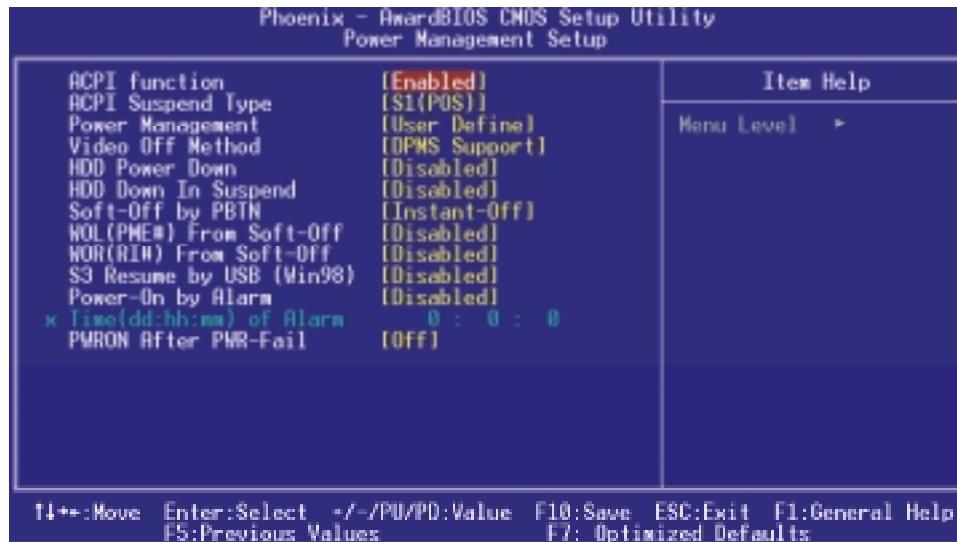 Phoenix - AwardBIOS CMOS Setup Utility
Power Management Setup
ACPI function [Enabled]
ACPI Suspend Type [S1(POS)]
Power Management [User Define]
Video Off Method [DPMS Support]
HDD Power Down [Disabled]
HDD Down In Suspend [Disabled]
Soft-Off by PBTN [Instant-Off]
WOL(PME#) From Soft-Off [Disabled]
WOR(RI#) From Soft-Off [Disabled]
S3 Resume by USB (Win98) [Disabled]
Power-On by Alarm [Disabled]
x Time(dd:hh:mm) of Alarm 0 : 0 : 0
PWRON After PWR-Fail [Off]
Item Help
Menu Level ►
↑↓→←:Move Enter:Select +/-/PU/PD:Value F10:Save ESC:Exit F1:General Help
F5:Previous Values F7: Optimized Defaults